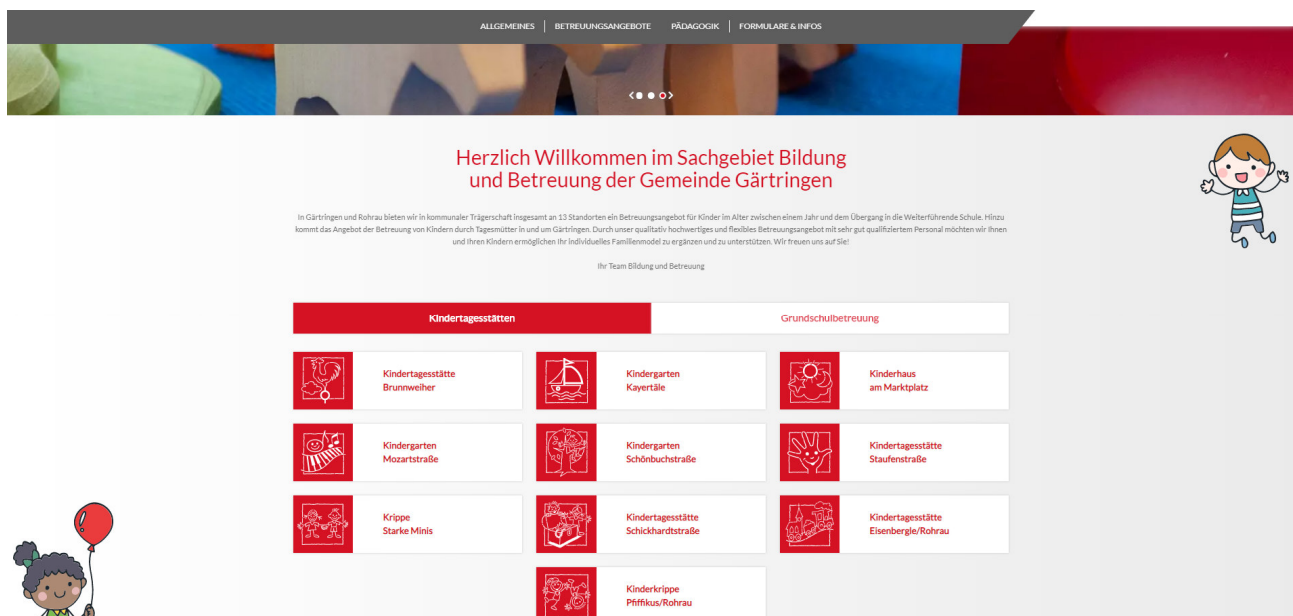 ALLGEMEINES
BETREUUNGSANGEBOTE
PÄDAGOGIK
FORMULARE & INFOS
Herzlich Willkommen im Sachgebiet Bildung
und Betreuung der Gemeinde Gärtringen
In Gärtringen und Rohrau bieten wir in kommunaler Trägerschaft insgesamt an 13 Standorten ein Betreuungsangebot für Kinder im Alter zwischen einem Jahr und dem Übergang in die Weiterführende Schule. Hinzu
kommt das Angebot der Betreuung von Kindern durch Tagesmütter in und um Gärtringen. Durch unser qualitativ hochwertiges und flexibles Betreuungsangebot mit sehr gut qualifiziertem Personal möchten wir Ihnen
und Ihren Kindern ermöglichen Ihr individuelles Familienmodel zu ergänzen und zu unterstützen. Wir freuen uns auf Sie!
Ihr Team Bildung und Betreuung
Kindertagesstätten
Grundschulbetreuung
Kindertagesstätte
Brunnweiher
Kindergarten
Kayertäle
Kinderhaus
am Marktplatz
Kindergarten
Mozartstraße
Kindergarten
Schönbuchstraße
Kindertagesstätte
Staufenstraße
Krippe
Starke Minis
Kindertagesstätte
Schickhardtstraße
Kindertagesstätte
Eisenbergle/Rohrau
Kinderkrippe
Pfiffikus/Rohrau